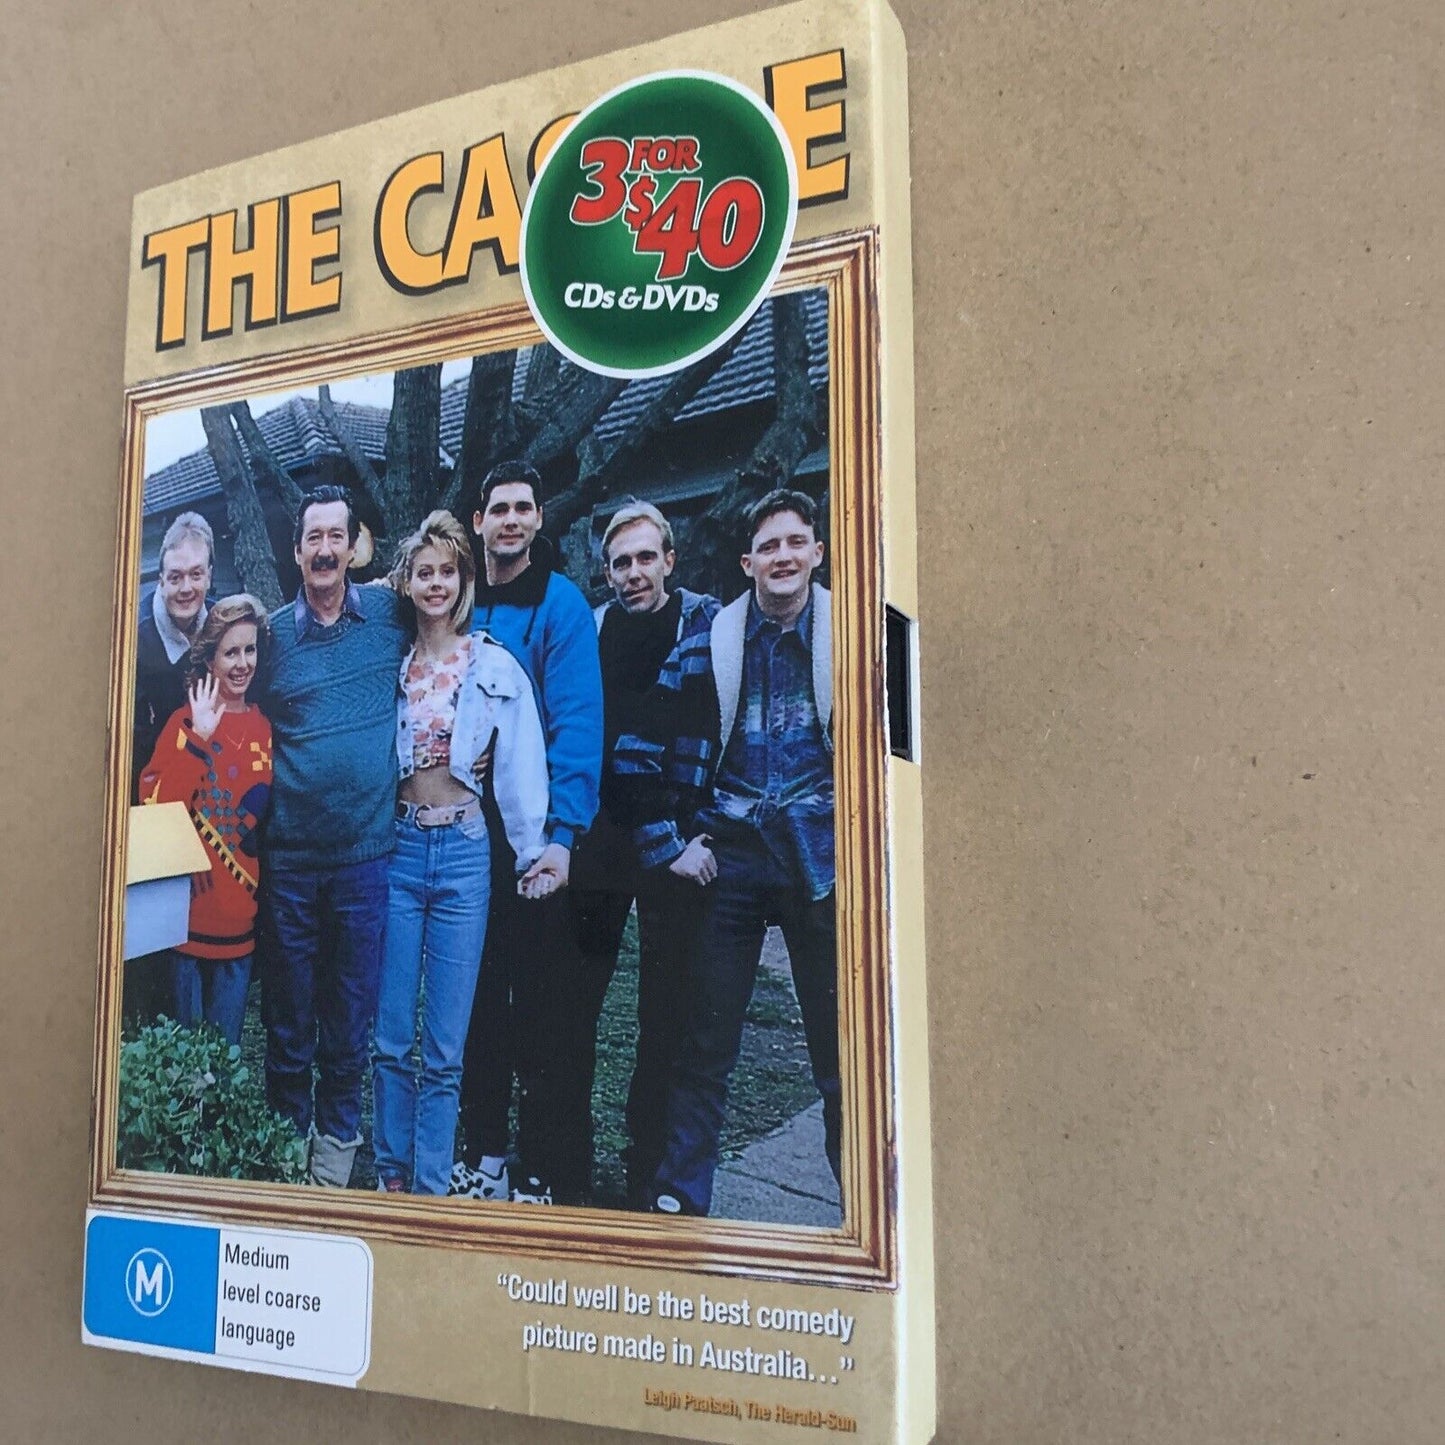 THE CAS E
3 FOR
$40
CDs & DVDs
M
Medium
level coarse
language
“Could well be the best comedy
picture made in Australia...”
Leigh Paatsch, The Herald-Sun